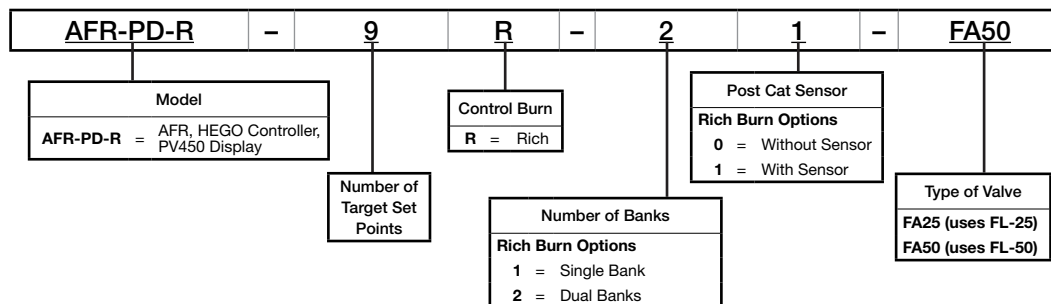 AFR-PD-R – 9 R – 2 1 – FA50
Model
AFR-PD-R = AFR, HEGO Controller,
PV450 Display
Number of
Target Set
Points
Control Burn
R = Rich
Number of Banks
Rich Burn Options
1 = Single Bank
2 = Dual Banks
Post Cat Sensor
Rich Burn Options
0 = Without Sensor
1 = With Sensor
Type of Valve
FA25 (uses FL-25)
FA50 (uses FL-50)